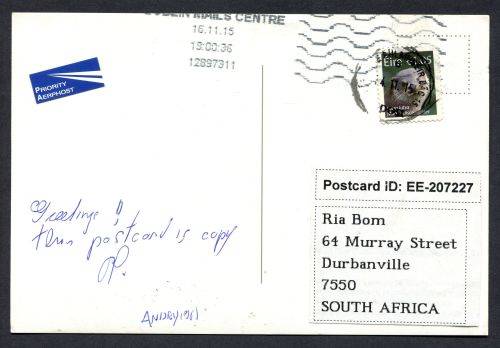 DUBLIN MAILS CENTRE
16.11.15
19:00:36
12897311
PRIORITY
AERPHOST
Éire
Greetings!!
this postcard is copy
Postcard iD: EE-207227
Ria Bom
64 Murray Street
Durbanville
7550
SOUTH AFRICA